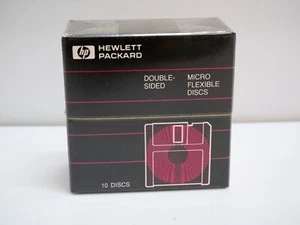 hp HEWLETT
PACKARD
DOUBLE-
SIDED
MICRO
FLEXIBLE
DISCS
10 DISCS